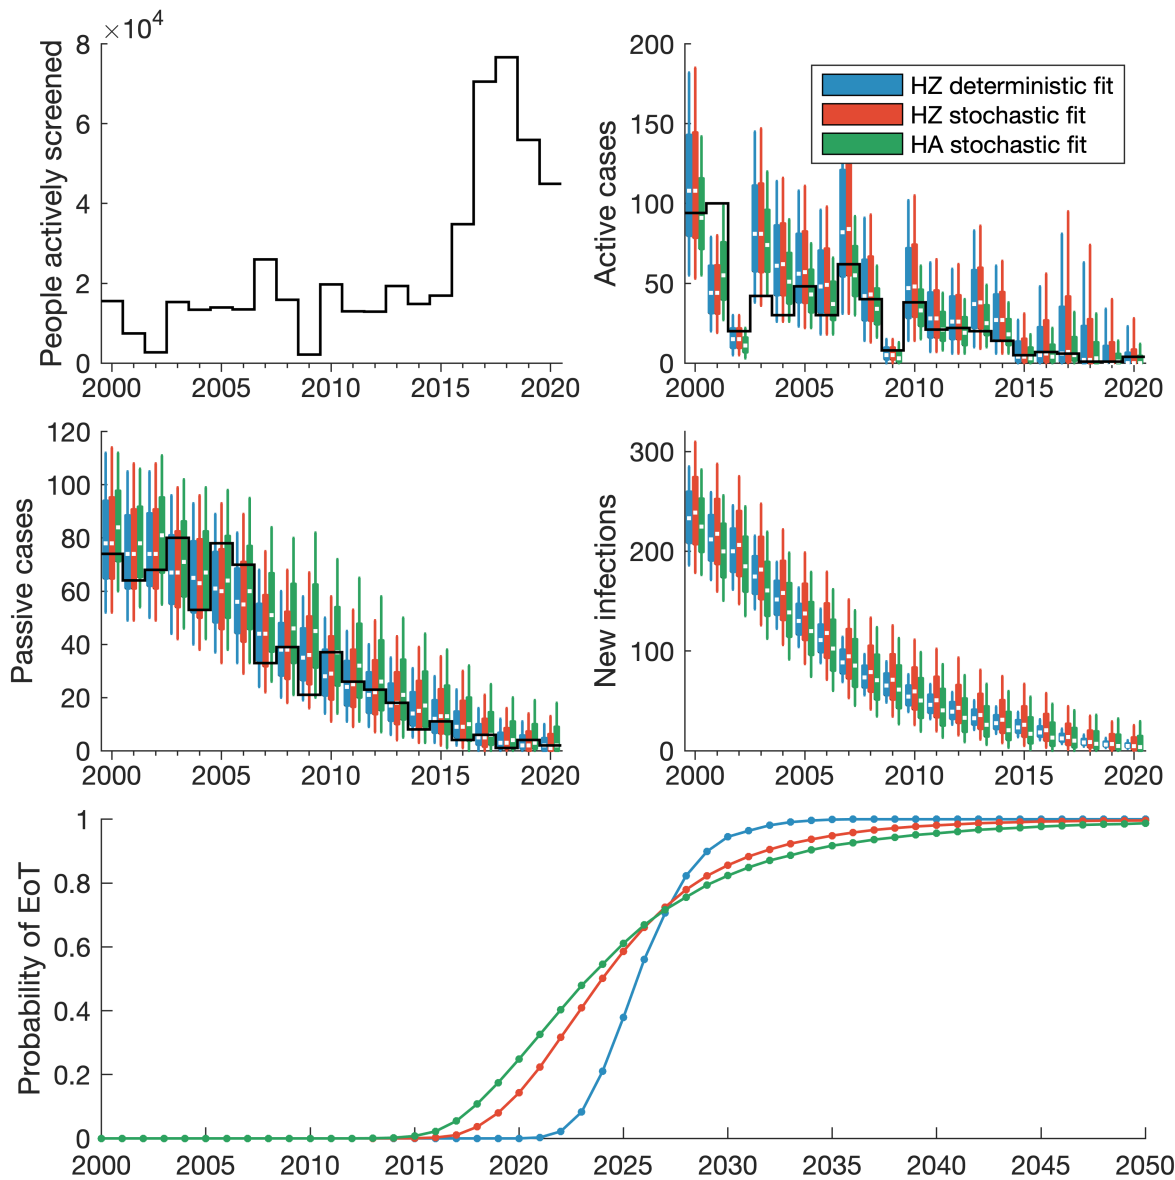 ×10⁴
8
6
4
2
0
People actively screened
2000 2005 2010 2015 2020
200
150
100
50
0
Active cases
HZ deterministic fit
HZ stochastic fit
HA stochastic fit
2000 2005 2010 2015 2020
120
100
80
60
40
20
0
Passive cases
2000 2005 2010 2015 2020
300
200
100
0
New infections
2000 2005 2010 2015 2020
1
0.8
0.6
0.4
0.2
0
Probability of EoT
2000 2005 2010 2015 2020 2025 2030 2035 2040 2045 2050